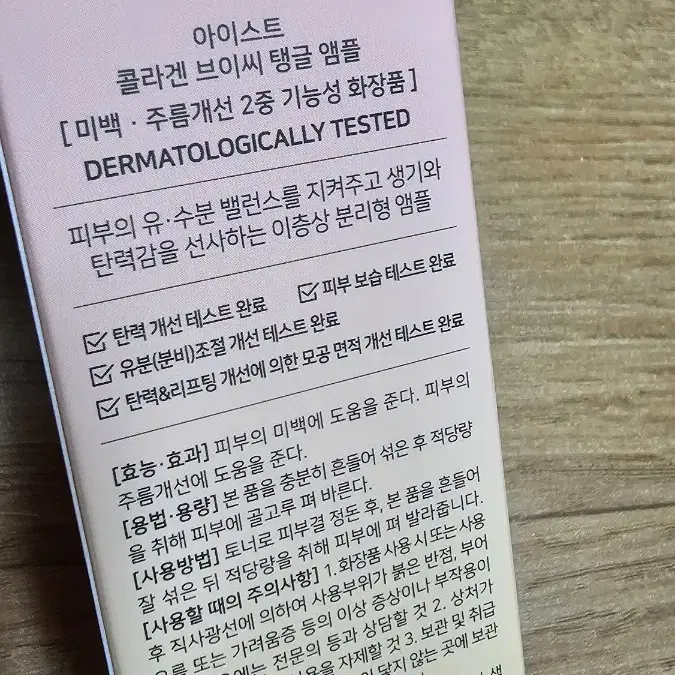 아이스트
콜라겐 브이씨 탱글 앰플
[ 미백 · 주름개선 2중 기능성 화장품 ]
DERMATOLOGICALLY TESTED
피부의 유·수분 밸런스를 지켜주고 생기와
탄력감을 선사하는 이층상 분리형 앰플
탄력 개선 테스트 완료 피부 보습 테스트 완료
유분(분비)조절 개선 테스트 완료
탄력&리프팅 개선에 의한 모공 면적 개선 테스트 완료
[효능·효과] 피부의 미백에 도움을 준다. 피부의
주름개선에 도움을 준다.
[용법·용량] 본 품을 충분히 흔들어 섞은 후 적당량
을 취해 피부에 골고루 펴 바른다.
[사용방법] 토너로 피부결 정돈 후, 본 품을 흔들어
잘 섞은 뒤 적당량을 취해 피부에 펴 발라줍니다.
[사용할 때의 주의사항] 1. 화장품 사용 시 또는 사용
후 직사광선에 의하여 사용부위가 붉은 반점, 부어
또는 가려움증 등의 이상 증상이나 부작용이
전문의 등과 상담할 것 2. 상처가
자제할 것 3. 보관 및 취급
닿지 않는 곳에 보관